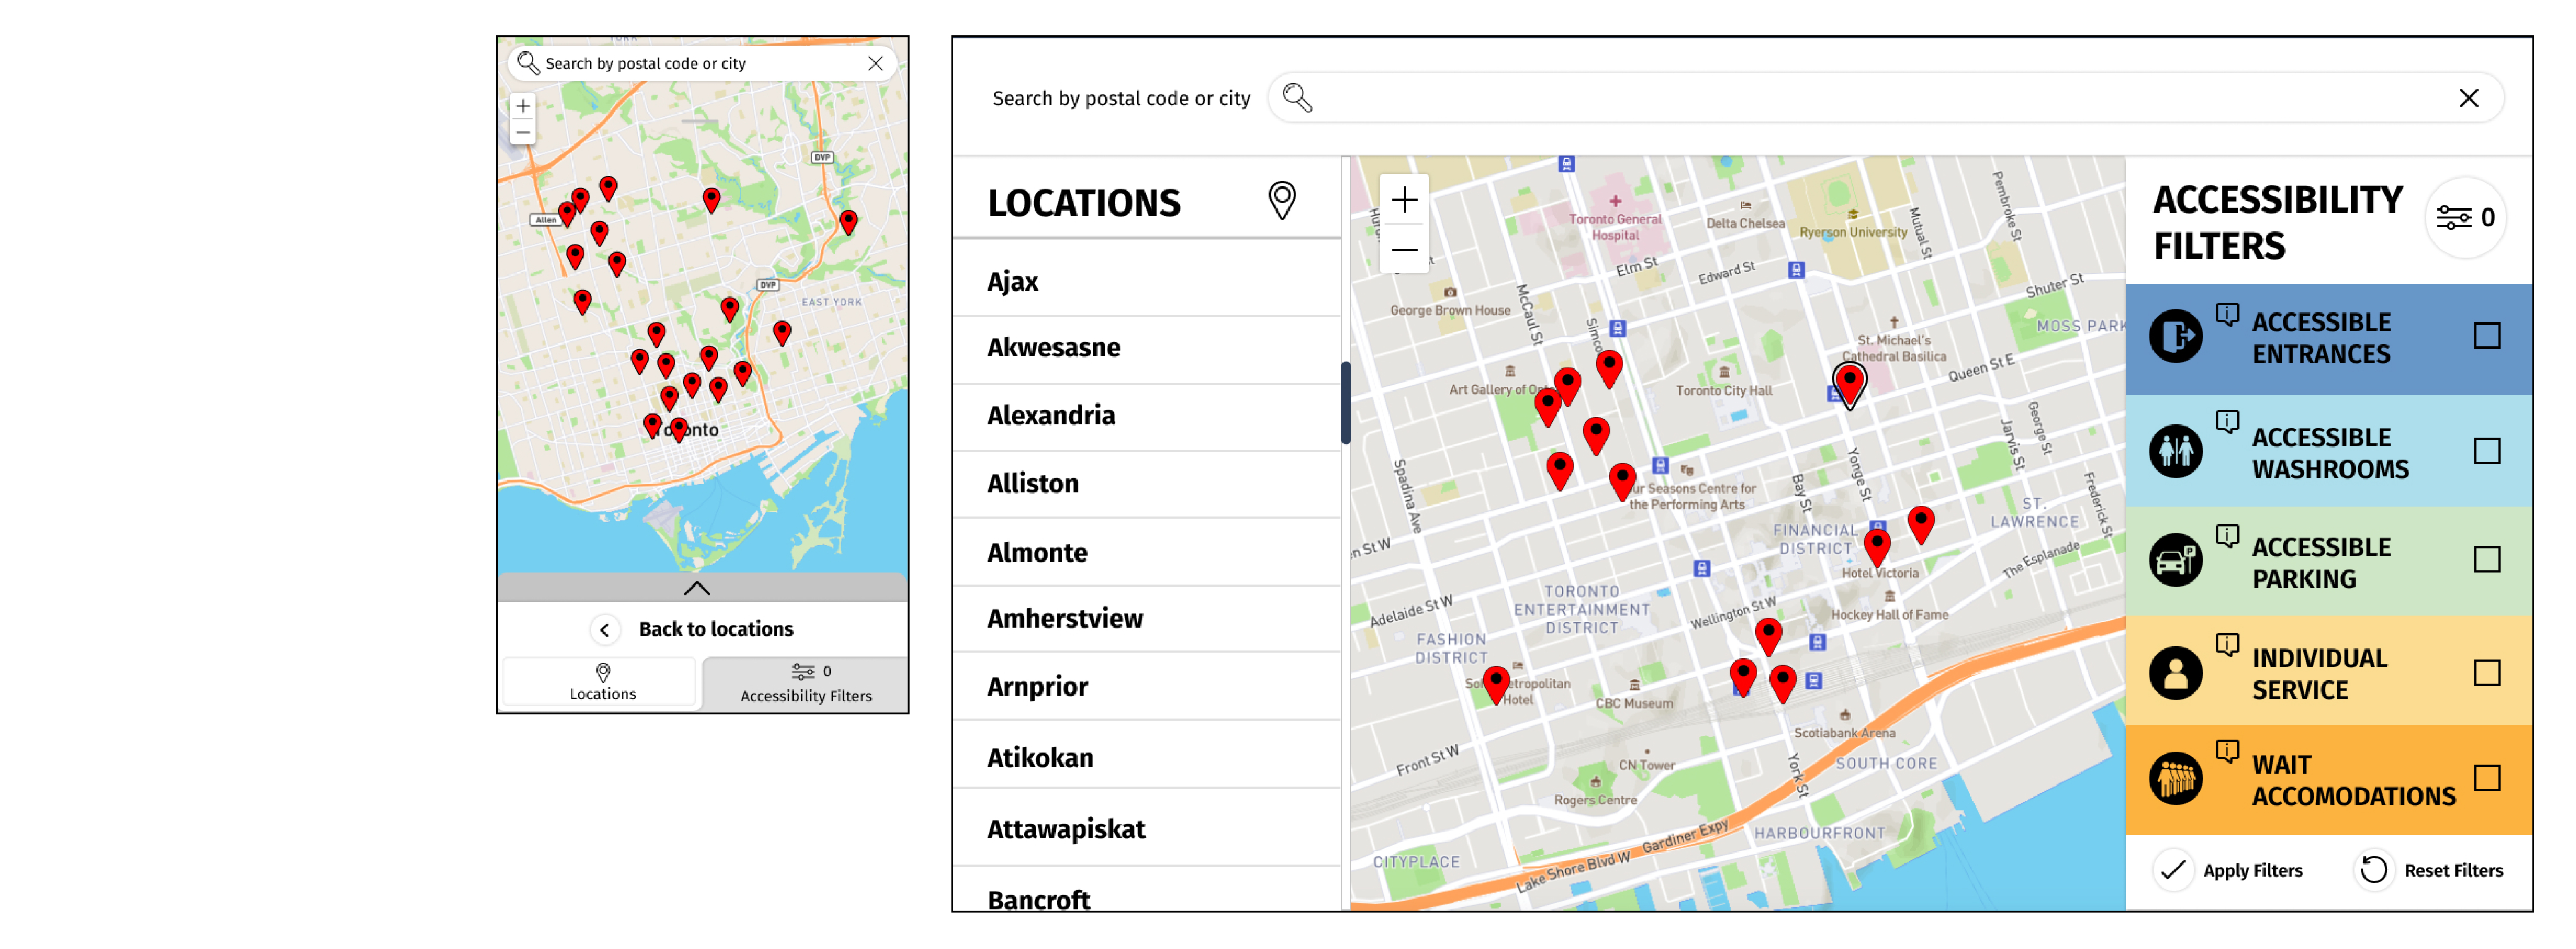 YORK
Search by postal code or city
+
−
DVP
Allen
DVP
EAST YORK
Toronto
Back to locations
0
Locations
Accessibility Filters
Search by postal code or city
LOCATIONS
Ajax
Akwesasne
Alexandria
Alliston
Almonte
Amherstview
Arnprior
Atikokan
Attawapiskat
Bancroft
+
−
Toronto General
Hospital
Delta Chelsea
Ryerson University
Mutual St
Pembroke St
Elm St
Edward St
Shuter St
George Brown House
McCaul St
MOSS PARK
St. Michael's
Cathedral Basilica
Queen St E
Art Gallery of
Toronto City Hall
George St
Jarvis St
Spadina Ave
Yonge St
Bay St
Frederick St
Seasons Centre for
the Performing Arts
ST.
LAWRENCE
FINANCIAL
DISTRICT
The Esplanade
Hotel Victoria
TORONTO
ENTERTAINMENT
DISTRICT
Adelaide St W
Wellington St W
Hockey Hall of Fame
FASHION
DISTRICT
Hotel
CBC Museum
Scotiabank Arena
Front St W
CN Tower
York St
SOUTH CORE
Rogers Centre
Gardiner Expy
HARBOURFRONT
CITYPLACE
Lake Shore Blvd W
ACCESSIBILITY
FILTERS
0
ACCESSIBLE
ENTRANCES
ACCESSIBLE
WASHROOMS
ACCESSIBLE
PARKING
INDIVIDUAL
SERVICE
WAIT
ACCOMODATIONS
Apply Filters
Reset Filters